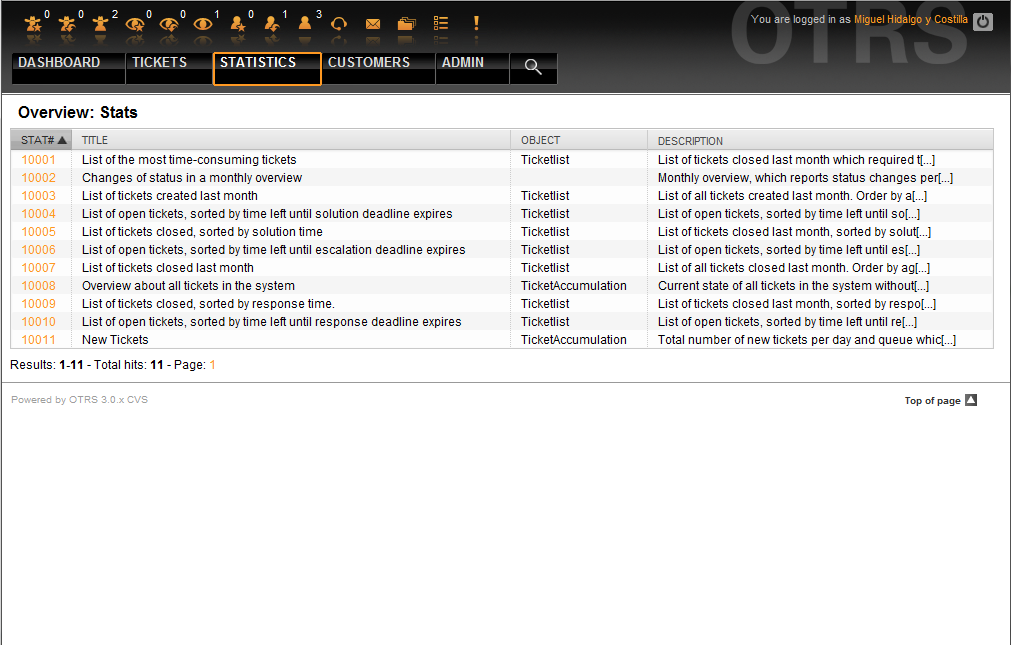 0 0 2 0 0 1 0 1 3
You are logged in as Miguel Hidalgo y Costilla
OTRS
DASHBOARD TICKETS STATISTICS CUSTOMERS ADMIN
Overview: Stats
STAT# TITLE OBJECT DESCRIPTION
10001 List of the most time-consuming tickets Ticketlist List of tickets closed last month which required t[...]
10002 Changes of status in a monthly overview Monthly overview, which reports status changes per[...]
10003 List of tickets created last month Ticketlist List of all tickets created last month. Order by a[...]
10004 List of open tickets, sorted by time left until solution deadline expires Ticketlist List of open tickets, sorted by time left until so[...]
10005 List of tickets closed, sorted by solution time Ticketlist List of tickets closed last month, sorted by solut[...]
10006 List of open tickets, sorted by time left until escalation deadline expires Ticketlist List of open tickets, sorted by time left until es[...]
10007 List of tickets closed last month Ticketlist List of all tickets closed last month. Order by ag[...]
10008 Overview about all tickets in the system TicketAccumulation Current state of all tickets in the system without[...]
10009 List of tickets closed, sorted by response time. Ticketlist List of tickets closed last month, sorted by respo[...]
10010 List of open tickets, sorted by time left until response deadline expires Ticketlist List of open tickets, sorted by time left until re[...]
10011 New Tickets TicketAccumulation Total number of new tickets per day and queue whic[...]
Results: 1-11 - Total hits: 11 - Page: 1
Powered by OTRS 3.0.x CVS
Top of page